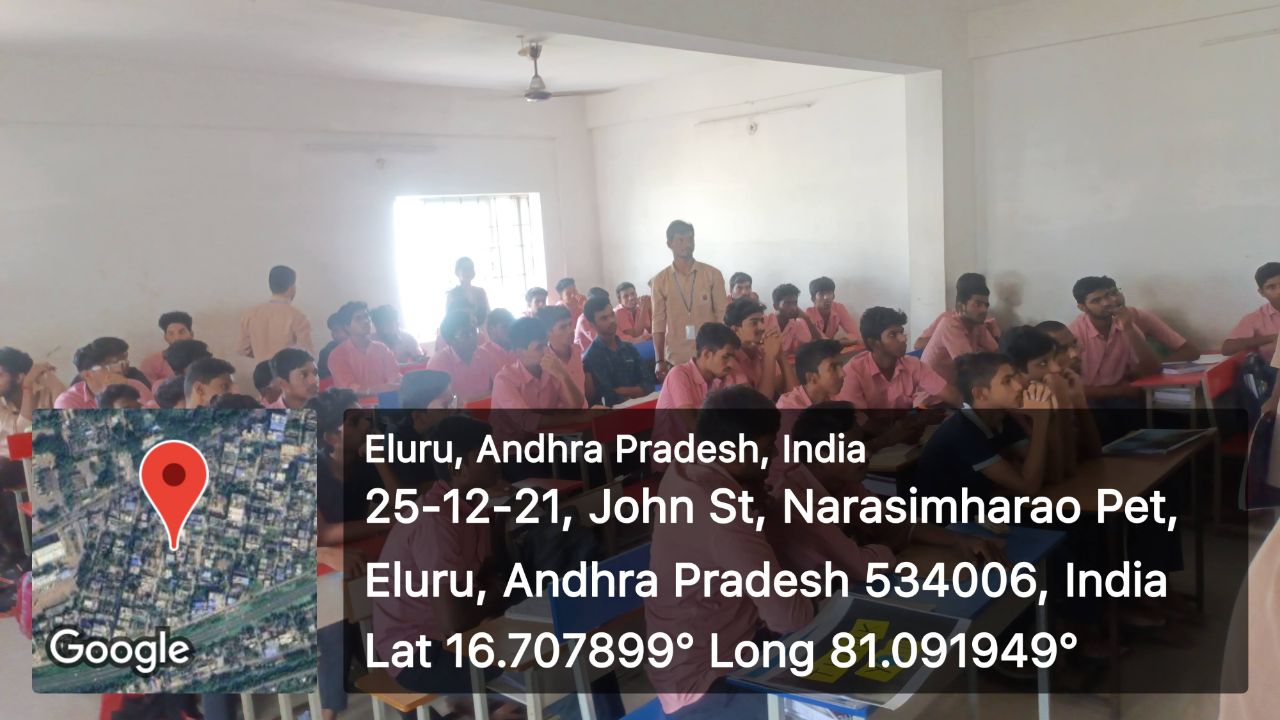 Eluru, Andhra Pradesh, India
25-12-21, John St, Narasimharao Pet,
Eluru, Andhra Pradesh 534006, India
Lat 16.707899° Long 81.091949°
Google